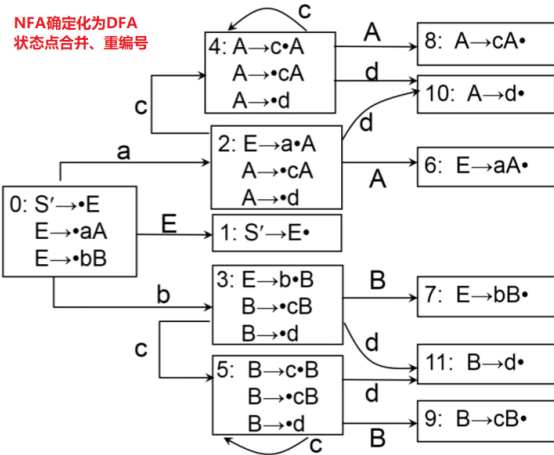 NFA确定化为DFA
状态点合并、重编号
c
4: A→c•A
A→•cA
A→•d
A
8: A→cA•
d
10: A→d•
c
d
a
2: E→a•A
A→•cA
A→•d
A
6: E→aA•
0: S′→•E
E→•aA
E→•bB
E
1: S′→E•
b
3: E→b•B
B→•cB
B→•d
B
7: E→bB•
c
d
11: B→d•
5: B→c•B
B→•cB
B→•d
d
B
9: B→cB•
c